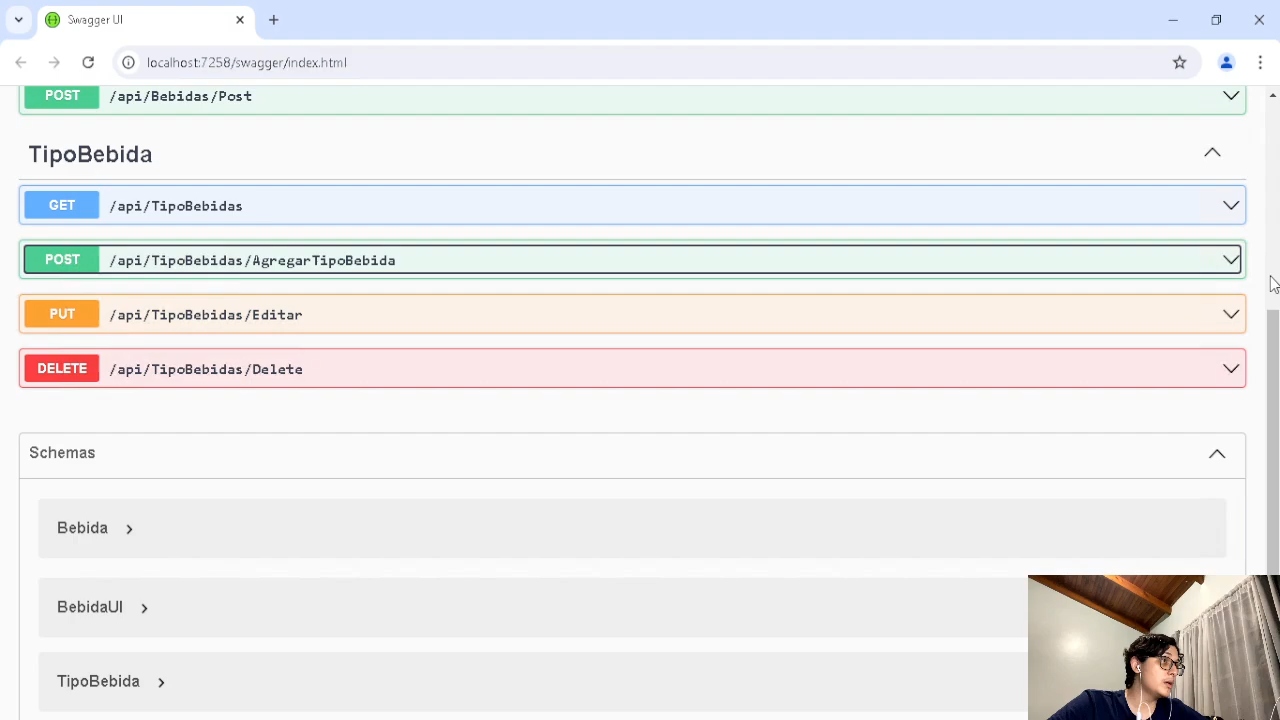 Swagger UI
localhost:7258/swagger/index.html
POST /api/Bebidas/Post
TipoBebida
GET /api/TipoBebidas
POST /api/TipoBebidas/AgregarTipoBebida
PUT /api/TipoBebidas/Editar
DELETE /api/TipoBebidas/Delete
Schemas
Bebida
BebidaUI
TipoBebida